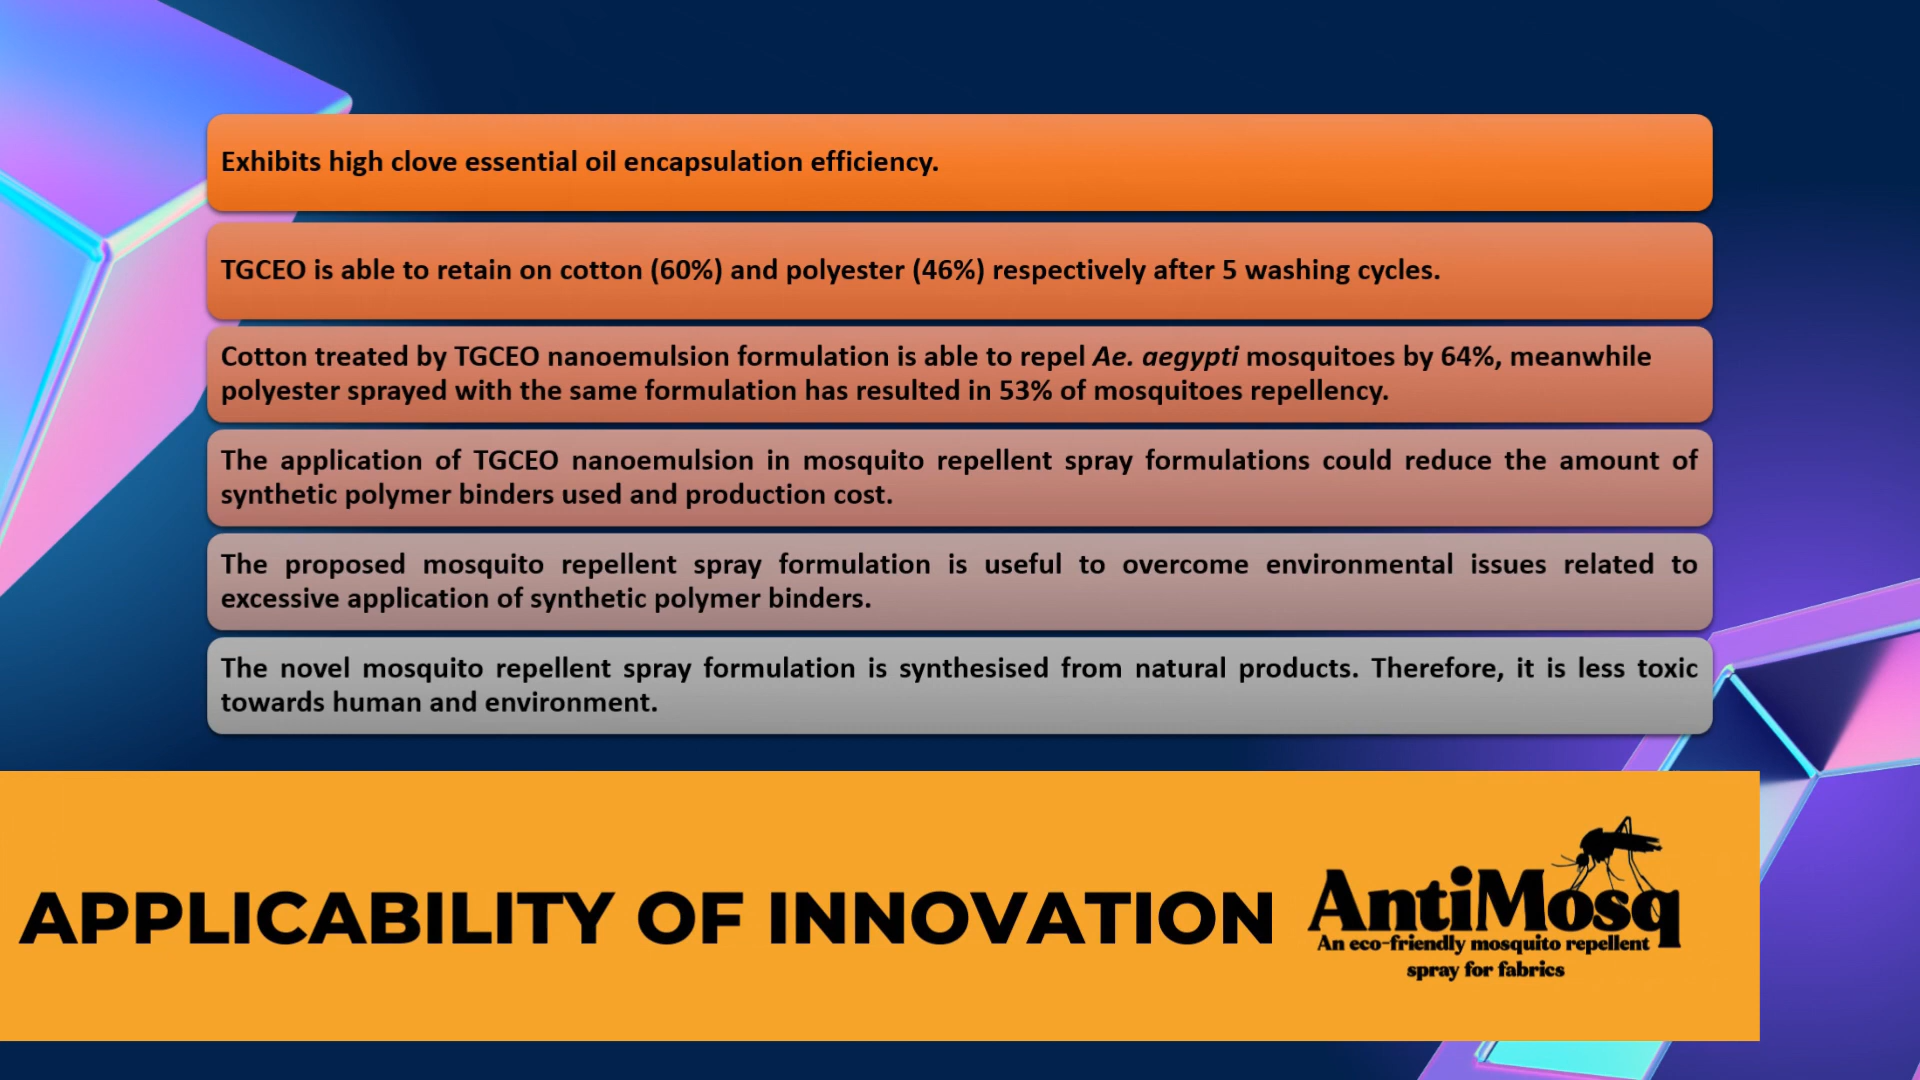 Exhibits high clove essential oil encapsulation efficiency.
TGCEO is able to retain on cotton (60%) and polyester (46%) respectively after 5 washing cycles.
Cotton treated by TGCEO nanoemulsion formulation is able to repel Ae. aegypti mosquitoes by 64%, meanwhile
polyester sprayed with the same formulation has resulted in 53% of mosquitoes repellency.
The application of TGCEO nanoemulsion in mosquito repellent spray formulations could reduce the amount of
synthetic polymer binders used and production cost.
The proposed mosquito repellent spray formulation is useful to overcome environmental issues related to
excessive application of synthetic polymer binders.
The novel mosquito repellent spray formulation is synthesised from natural products. Therefore, it is less toxic
towards human and environment.
APPLICABILITY OF INNOVATION
AntiMosq
An eco-friendly mosquito repellent
spray for fabrics